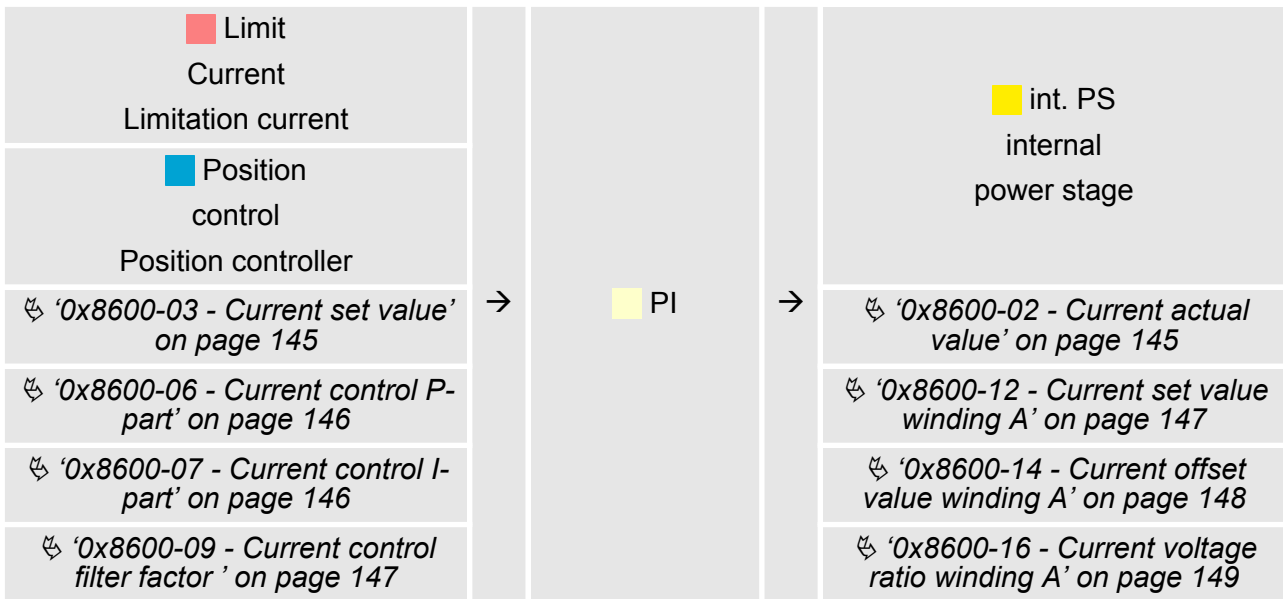 Limit
Current
Limitation current
Position
control
Position controller
→
PI
→
int. PS
internal
power stage
↳ ‘0x8600-03 - Current set value’
on page 145
↳ ‘0x8600-06 - Current control P-
part’ on page 146
↳ ‘0x8600-07 - Current control I-
part’ on page 146
↳ ‘0x8600-09 - Current control
filter factor ’ on page 147
↳ ‘0x8600-02 - Current actual
value’ on page 145
↳ ‘0x8600-12 - Current set value
winding A’ on page 147
↳ ‘0x8600-14 - Current offset
value winding A’ on page 148
↳ ‘0x8600-16 - Current voltage
ratio winding A’ on page 149